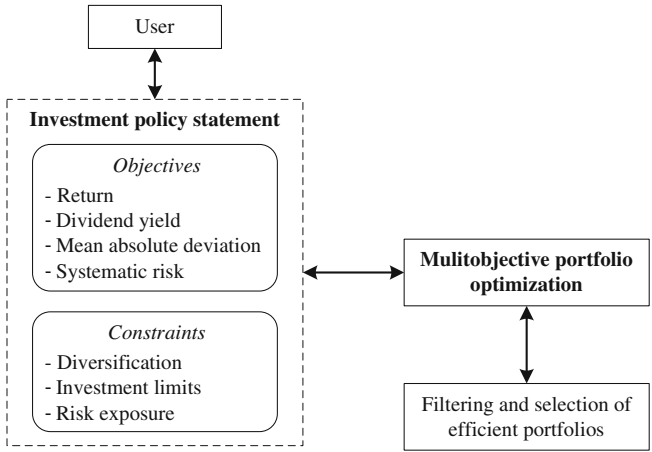 User
Investment policy statement
Objectives
- Return
- Dividend yield
- Mean absolute deviation
- Systematic risk
Constraints
- Diversification
- Investment limits
- Risk exposure
Mulitobjective portfolio
optimization
Filtering and selection of
efficient portfolios